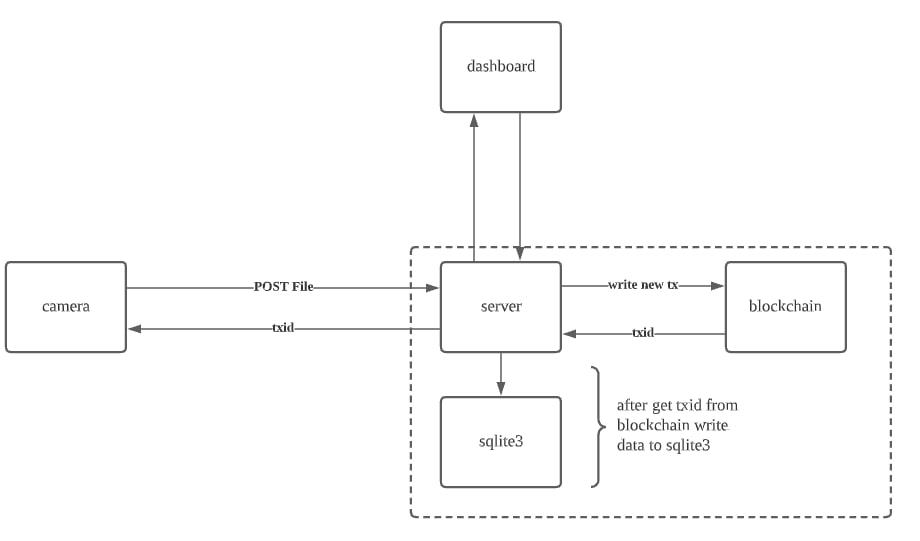 dashboard
camera
POST File
txid
server
write new tx
txid
blockchain
sqlite3
after get txid from
blockchain write
data to sqlite3